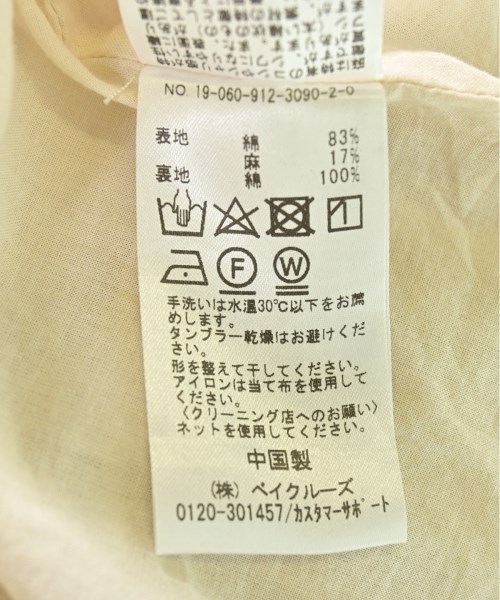 NO. 19-060-912-3090-2-0
表地 綿 83%
麻 17%
裏地 綿 100%
F W
手洗いは水温30℃以下をお薦
めします。
タンブラー乾燥はお避けくだ
さい。
形を整えて干してください。
アイロンは当て布を使用して
ください。
〈クリーニング店へのお願い〉
ネットを使用してください。
中国製
(株) ベイクルーズ
0120-301457/カスタマーサポート